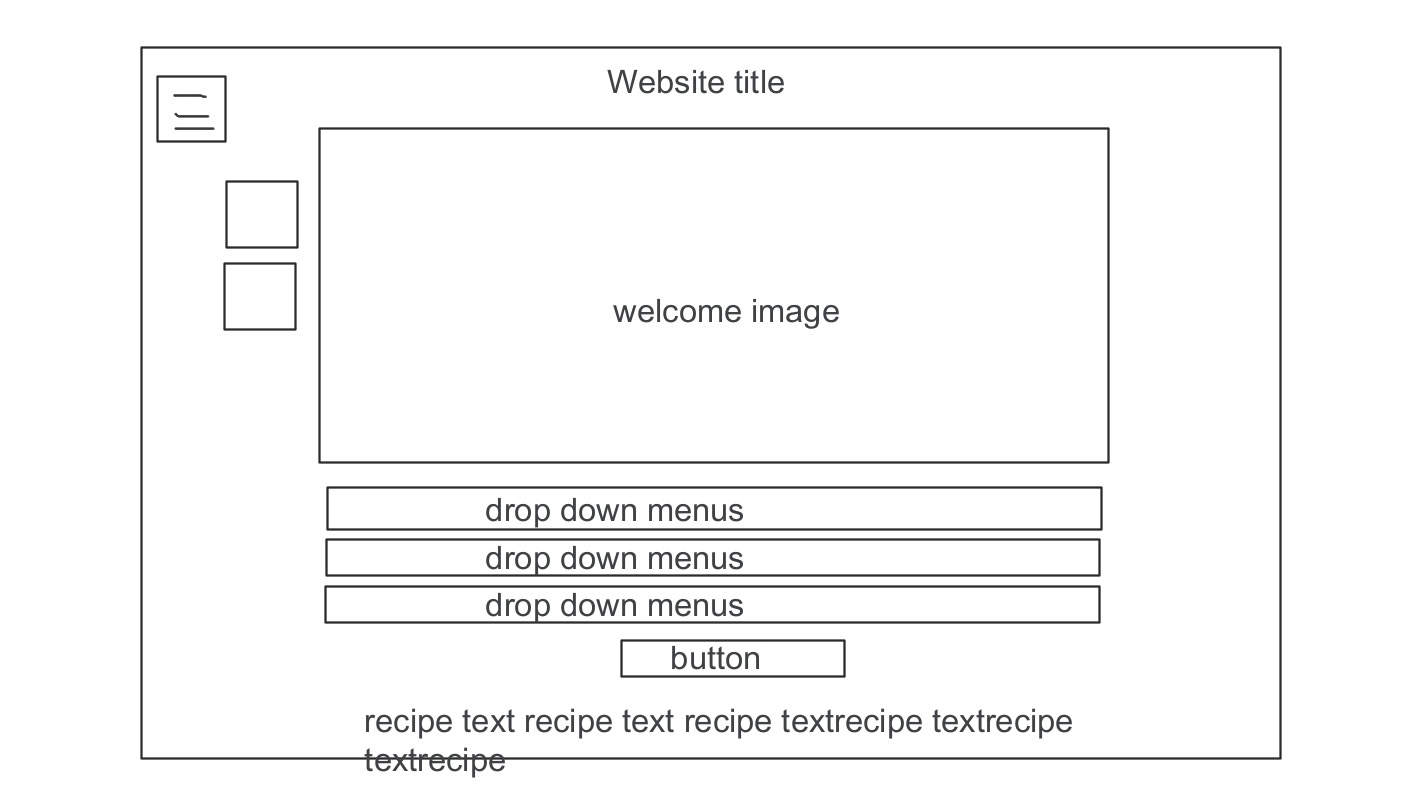 Website title
welcome image
drop down menus
drop down menus
drop down menus
button
recipe text recipe text recipe textrecipe textrecipe
textrecipe